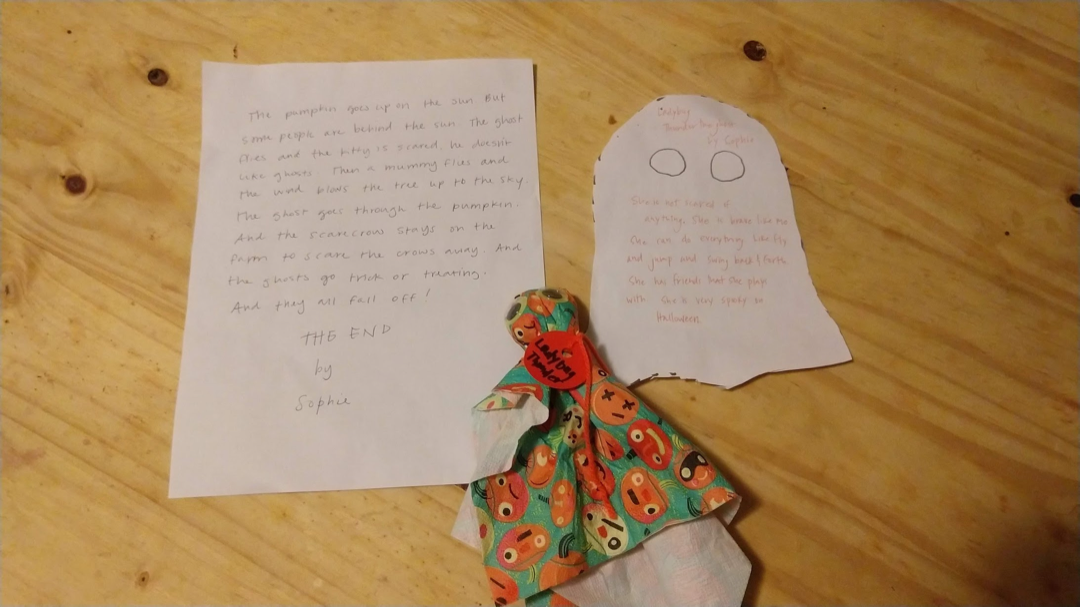 The pumpkin goes up on the sun But
some people are behind the sun. The ghost
flies and the kitty is scared. he doesn't
like ghosts. Then a mummy flies and
the wind blows the tree up to the sky.
The ghost goes through the pumpkin.
And the scarecrow stays on the
farm to scare the crows away. And
the ghosts go trick or treating.
And they all fall off!
THE END
by
Sophie
Thunder the ghost
by Sophie
She is not scared of
anything. She is brave like me
She can do everything like fly
and jump and swing back & forth
She has friends that she plays
with. She is very spooky on
Halloween.